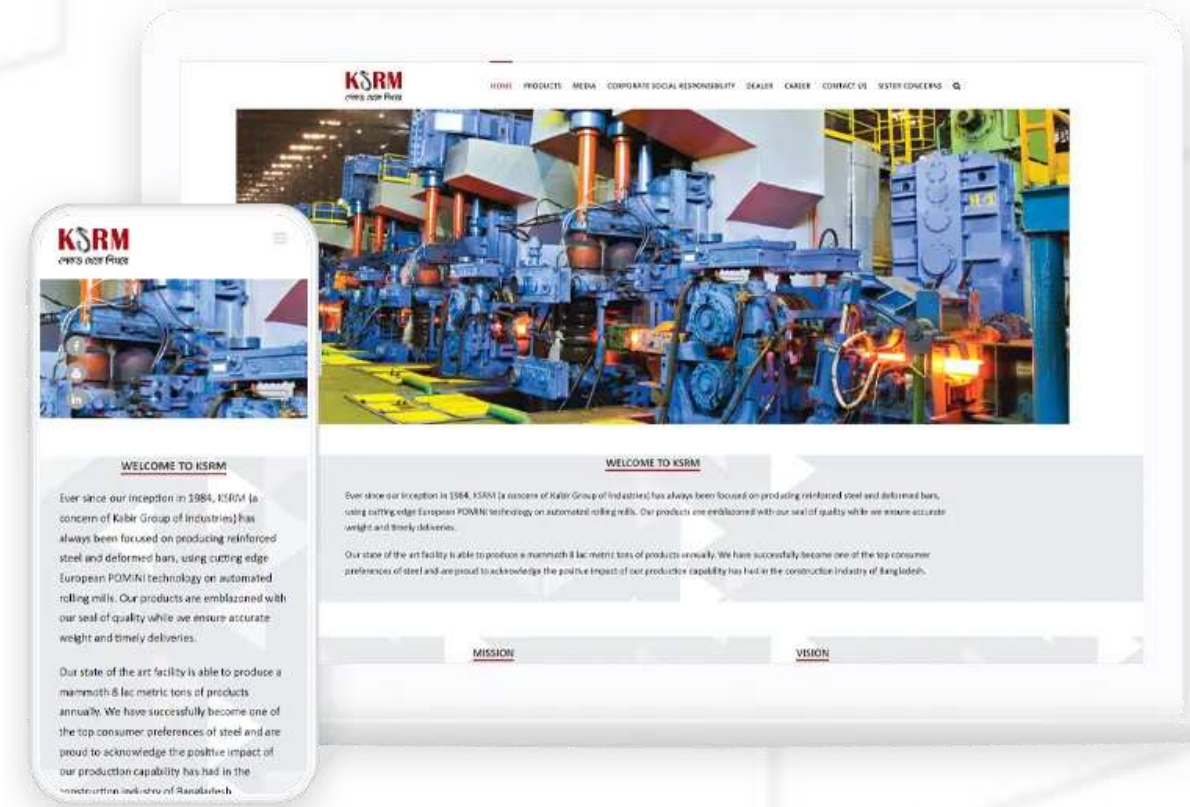 KSRM
শেকড় থেকে শিখরে
HOME PRODUCTS MEDIA CORPORATE SOCIAL RESPONSIBILITY DEALER CAREER CONTACT US SISTER CONCERNS
M-1
WELCOME TO KSRM
Ever since our inception in 1984, KSRM (a concern of Kabir Group of Industries) has always been focused on producing reinforced steel and deformed bars,
using cutting edge European POMINI technology on automated rolling mills. Our products are emblazoned with our seal of quality while we ensure accurate
weight and timely deliveries.
Our state of the art facility is able to produce a mammoth 8 lac metric tons of products annually. We have successfully become one of the top consumer
preferences of steel and are proud to acknowledge the positive impact of our production capability has had in the construction industry of Bangladesh.
MISSION
VISION
KSRM
শেকড় থেকে শিখরে
f
in
WELCOME TO KSRM
Ever since our inception in 1984, KSRM (a
concern of Kabir Group of Industries) has
always been focused on producing reinforced
steel and deformed bars, using cutting edge
European POMINI technology on automated
rolling mills. Our products are emblazoned with
our seal of quality while we ensure accurate
weight and timely deliveries.
Our state of the art facility is able to produce a
mammoth 8 lac metric tons of products
annually. We have successfully become one of
the top consumer preferences of steel and are
proud to acknowledge the positive impact of
our production capability has had in the
construction industry of Bangladesh